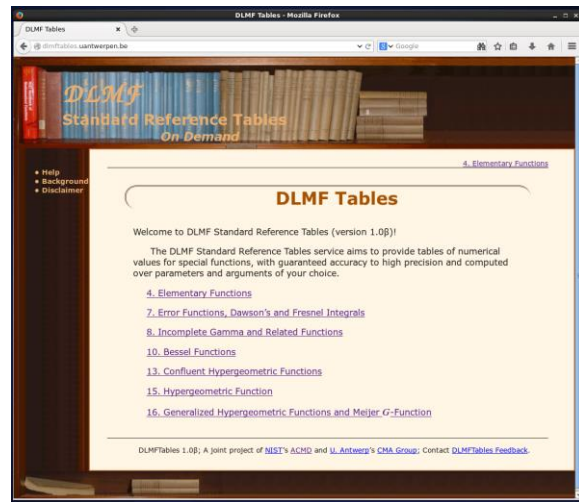 DLMF Tables - Mozilla Firefox
DLMF Tables
dlmftables.uantwerpen.be
Google
DLMF
Standard Reference Tables
On Demand
Help
Background
Disclaimer
4. Elementary Functions
DLMF Tables
Welcome to DLMF Standard Reference Tables (version 1.0β)!
The DLMF Standard Reference Tables service aims to provide tables of numerical
values for special functions, with guaranteed accuracy to high precision and computed
over parameters and arguments of your choice.
4. Elementary Functions
7. Error Functions, Dawson's and Fresnel Integrals
8. Incomplete Gamma and Related Functions
10. Bessel Functions
13. Confluent Hypergeometric Functions
15. Hypergeometric Function
16. Generalized Hypergeometric Functions and Meijer G-Function
DLMFTables 1.0β; A joint project of NIST's ACMD and U. Antwerp's CMA Group; Contact DLMFTables Feedback.